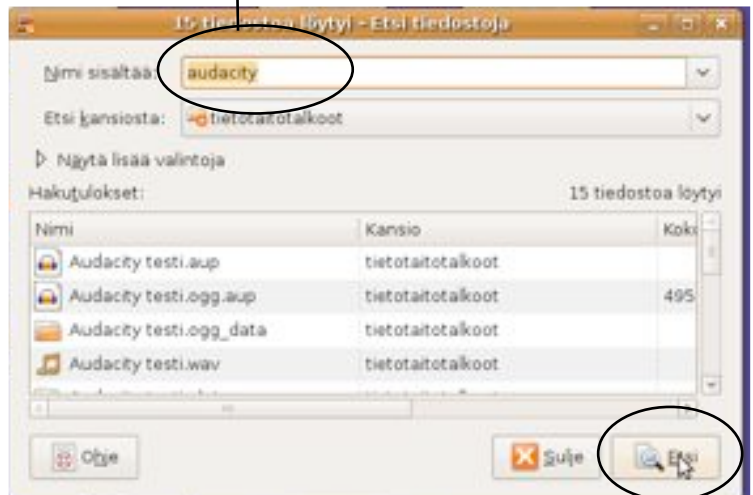 15 tiedostoa löytyi - Etsi tiedostoja
Nimi sisältää: audacity
Etsi kansiosta: tietotaitotalkoot
Näytä lisää valintoja
Hakutulokset: 15 tiedostoa löytyi
Nimi Kansio
Audacity testi.aup tietotaitotalkoot
Audacity testi.ogg.aup tietotaitotalkoot 495
Audacity testi.ogg_data tietotaitotalkoot
Audacity testi.wav tietotaitotalkoot
Ohje Sulje Etsi